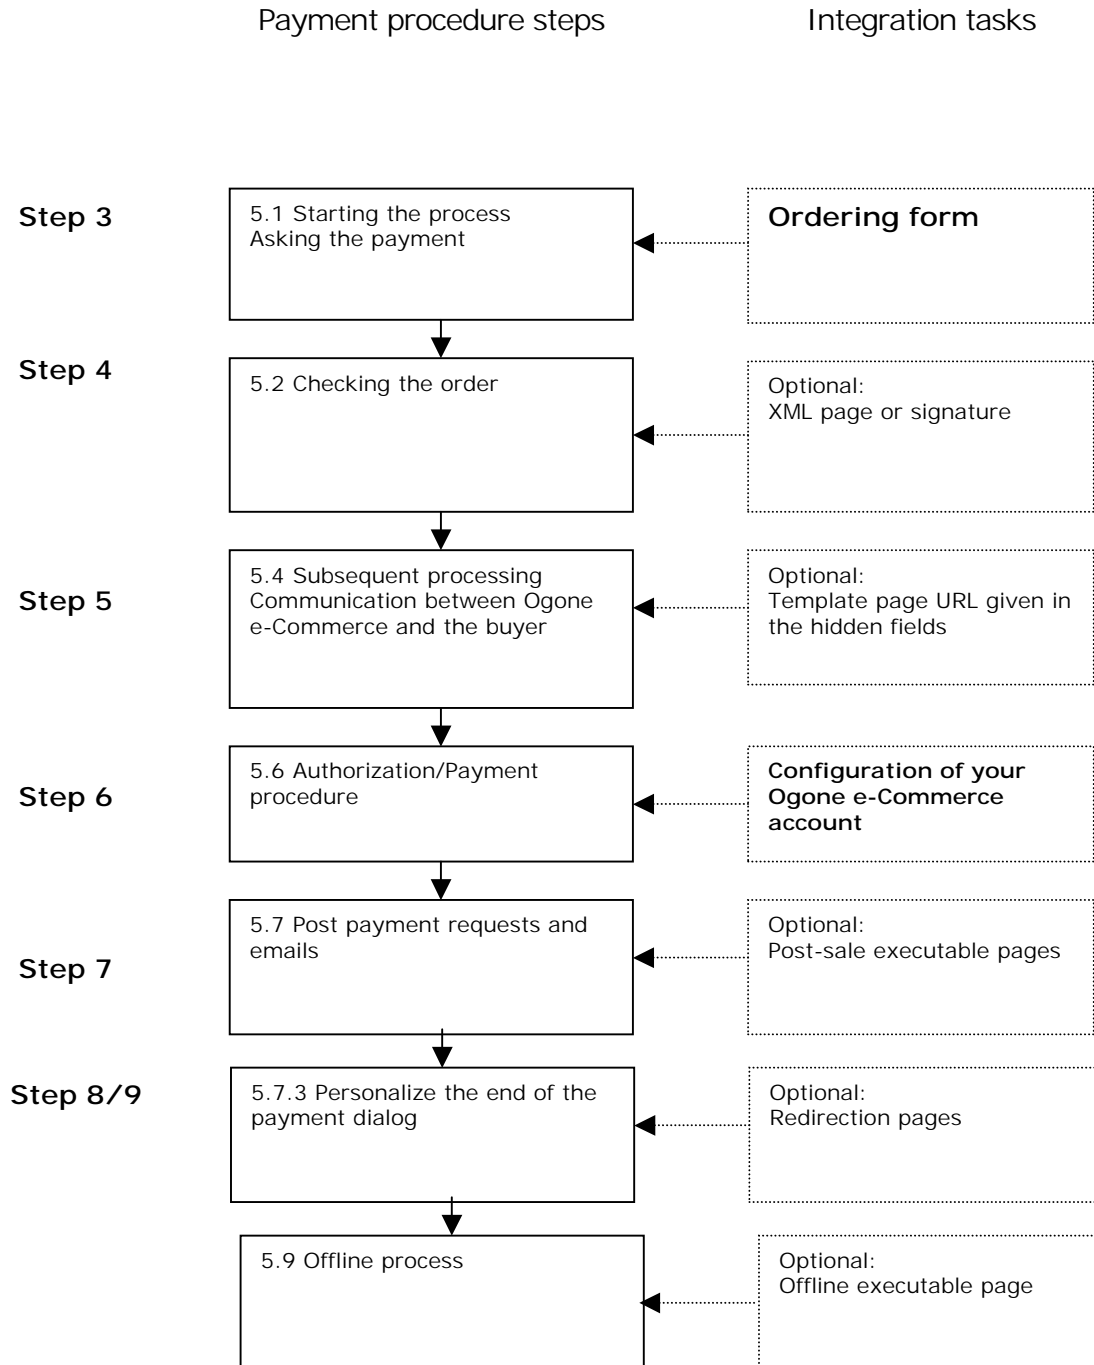 Payment procedure steps
Integration tasks
Step 3
5.1 Starting the process
Asking the payment
Ordering form
Step 4
5.2 Checking the order
Optional:
XML page or signature
Step 5
5.4 Subsequent processing
Communication between Ogone
e-Commerce and the buyer
Optional:
Template page URL given in
the hidden fields
Step 6
5.6 Authorization/Payment
procedure
Configuration of your
Ogone e-Commerce
account
Step 7
5.7 Post payment requests and
emails
Optional:
Post-sale executable pages
Step 8/9
5.7.3 Personalize the end of the
payment dialog
Optional:
Redirection pages
5.9 Offline process
Optional:
Offline executable page